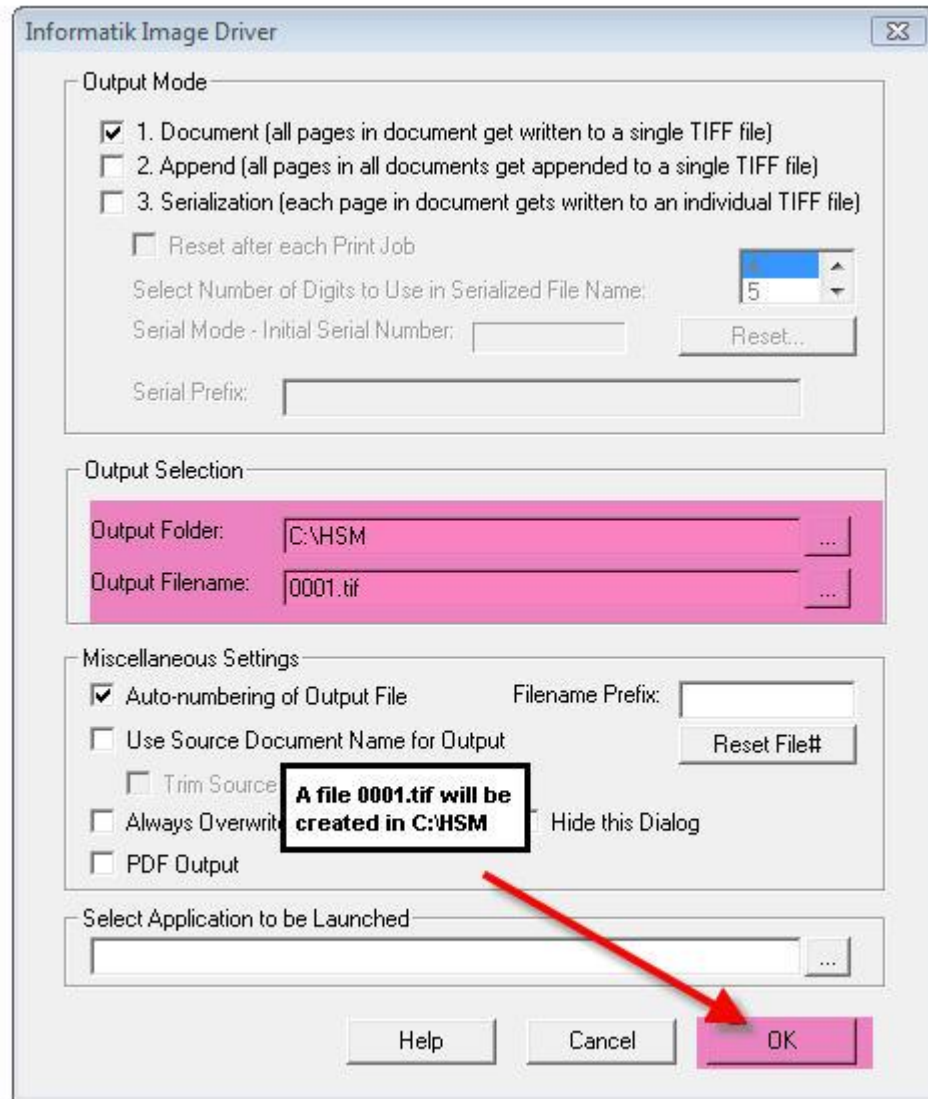 Informatik Image Driver
Output Mode
1. Document (all pages in document get written to a single TIFF file)
2. Append (all pages in all documents get appended to a single TIFF file)
3. Serialization (each page in document gets written to an individual TIFF file)
Reset after each Print Job
Select Number of Digits to Use in Serialized File Name:
5
Serial Mode - Initial Serial Number:
Reset...
Serial Prefix:
Output Selection
Output Folder: C:\HSM ...
Output Filename: 0001.tif ...
Miscellaneous Settings
Auto-numbering of Output File Filename Prefix:
Use Source Document Name for Output Reset File#
Trim Source
A file 0001.tif will be
created in C:\HSM
Always Overwrite Hide this Dialog
PDF Output
Select Application to be Launched
...
Help Cancel OK